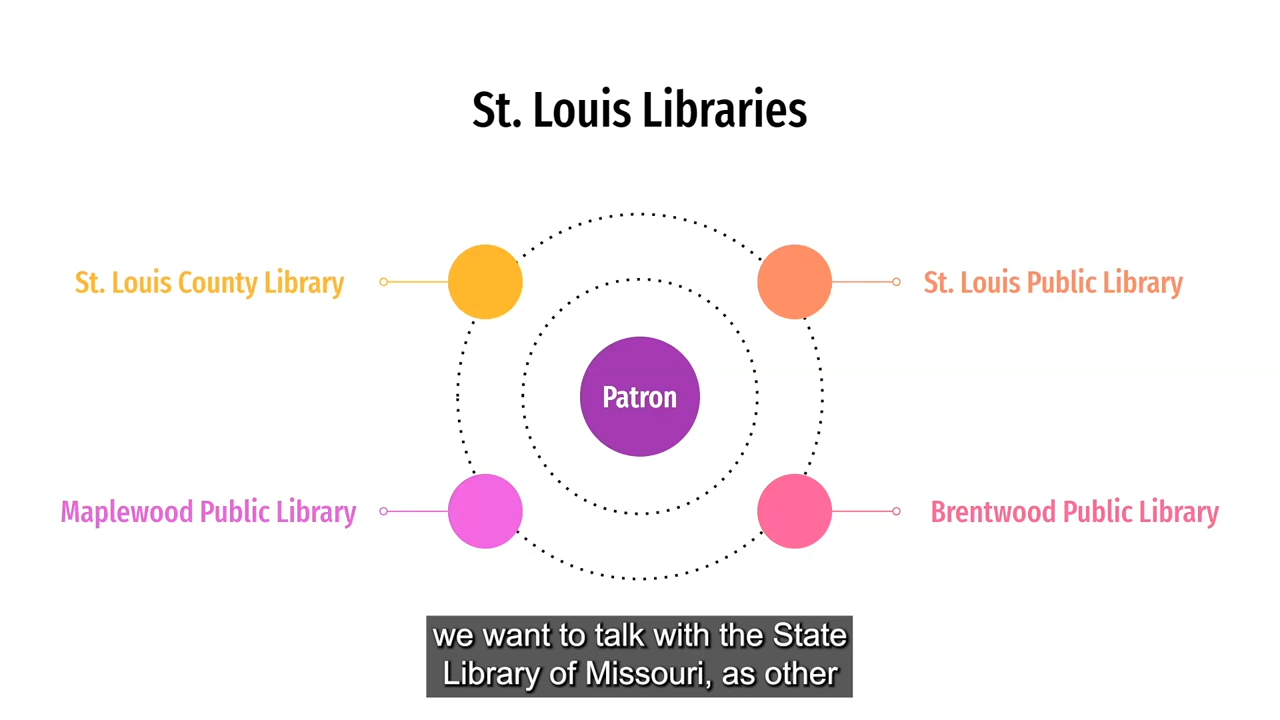 St. Louis Libraries
St. Louis County Library
St. Louis Public Library
Patron
Maplewood Public Library
Brentwood Public Library
we want to talk with the State
Library of Missouri, as other